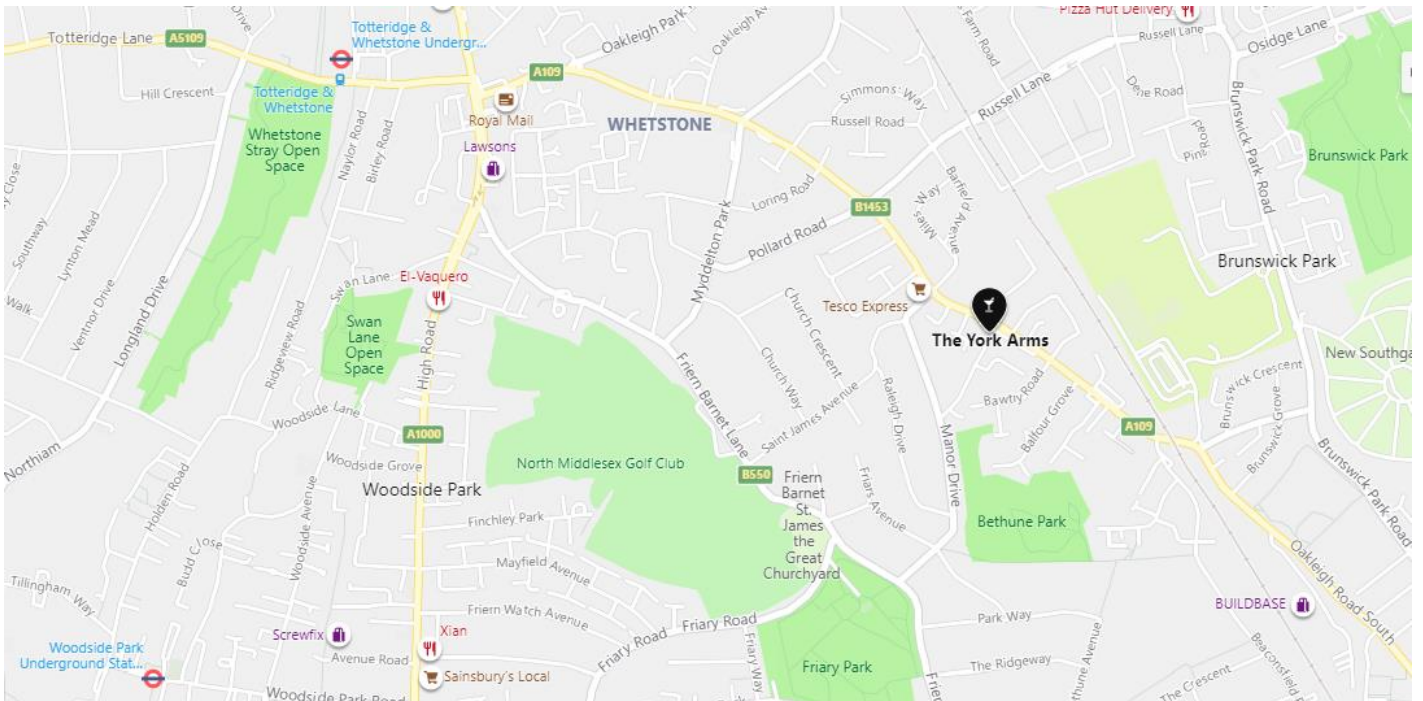 Pizza Hut Delivery
Totteridge Lane
A5109
Totteridge &
Whetstone Undergr...
Oakleigh Park
Oakleigh
Farm Road
Russell Lane
Osidge Lane
Hill Crescent
Totteridge &
Whetstone
A109
Royal Mail
WHETSTONE
Simmons Way
Russell Road
Russell Lane
Dene Road
Brunswick Park Road
Whetstone
Stray Open
Space
Naylor Road
Birley Road
Lawsons
Pine Road
Brunswick Park
Close
Southway
Lynton Mead
Ventnor Drive
Walk
Longland Drive
Loring Road
B1453
Miles Way
Barfield Avenue
Myddelton Park
Pollard Road
Brunswick Park
Swan Lane
El-Vaquero
Tesco Express
The York Arms
Church Crescent
Church Way
Swan
Lane
Open
Space
High Road
Ridgeview Road
New Southga
Friern Barnet Lane
Saint James Avenue
Raleigh Drive
Bawtry Road
Balfour Grove
Brunswick Crescent
Brunswick Grove
Woodside Lane
A1000
A109
Manor Drive
Northiam
Woodside Grove
North Middlesex Golf Club
B550
Friern
Barnet
St.
James
the
Great
Churchyard
Friars Avenue
Brunswick Park Road
Woodside Park
Holden Road
Woodside Avenue
Finchley Park
Bethune Park
Budd Close
Mayfield Avenue
Oakleigh Road South
Tillingham Way
Friern Watch Avenue
Friary Road
Friary Road
Park Way
BUILDBASE
Screwfix
Xian
Woodside Park
Underground Stat...
Avenue Road
Sainsbury's Local
Friary Way
Friary Park
The Ridgeway
Frier
thune Avenue
The Crescent
Beaconsfield
Woodside Park Road